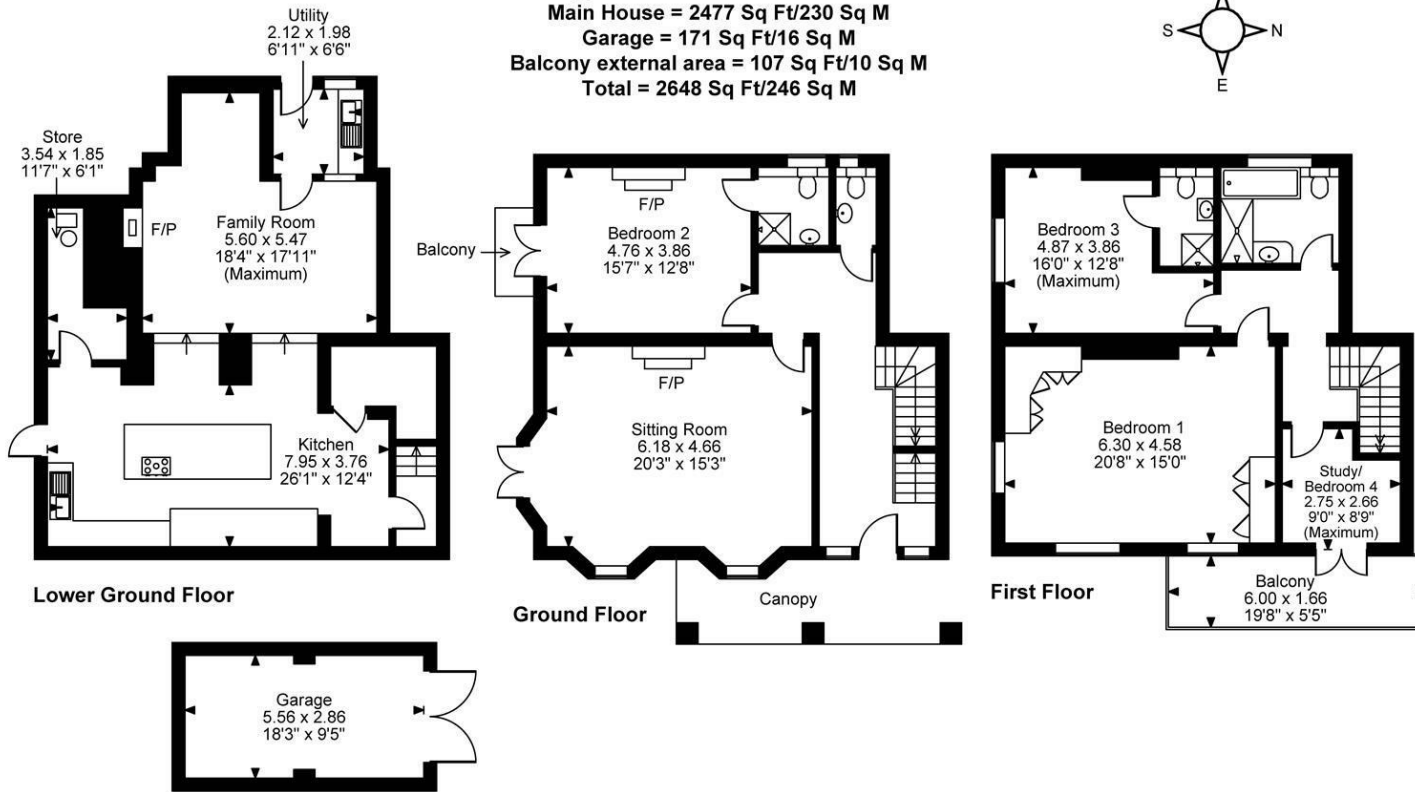 Main House = 2477 Sq Ft/230 Sq M
Garage = 171 Sq Ft/16 Sq M
Balcony external area = 107 Sq Ft/10 Sq M
Total = 2648 Sq Ft/246 Sq M
S
N
E
Utility
2.12 x 1.98
6'11" x 6'6"
Store
3.54 x 1.85
11'7" x 6'1"
F/P
Family Room
5.60 x 5.47
18'4" x 17'11"
(Maximum)
Kitchen
7.95 x 3.76
26'1" x 12'4"
Lower Ground Floor
Balcony
F/P
Bedroom 2
4.76 x 3.86
15'7" x 12'8"
F/P
Sitting Room
6.18 x 4.66
20'3" x 15'3"
Canopy
Ground Floor
Bedroom 3
4.87 x 3.86
16'0" x 12'8"
(Maximum)
Bedroom 1
6.30 x 4.58
20'8" x 15'0"
Study/
Bedroom 4
2.75 x 2.66
9'0" x 8'9"
(Maximum)
Balcony
6.00 x 1.66
19'8" x 5'5"
First Floor
Garage
5.56 x 2.86
18'3" x 9'5"